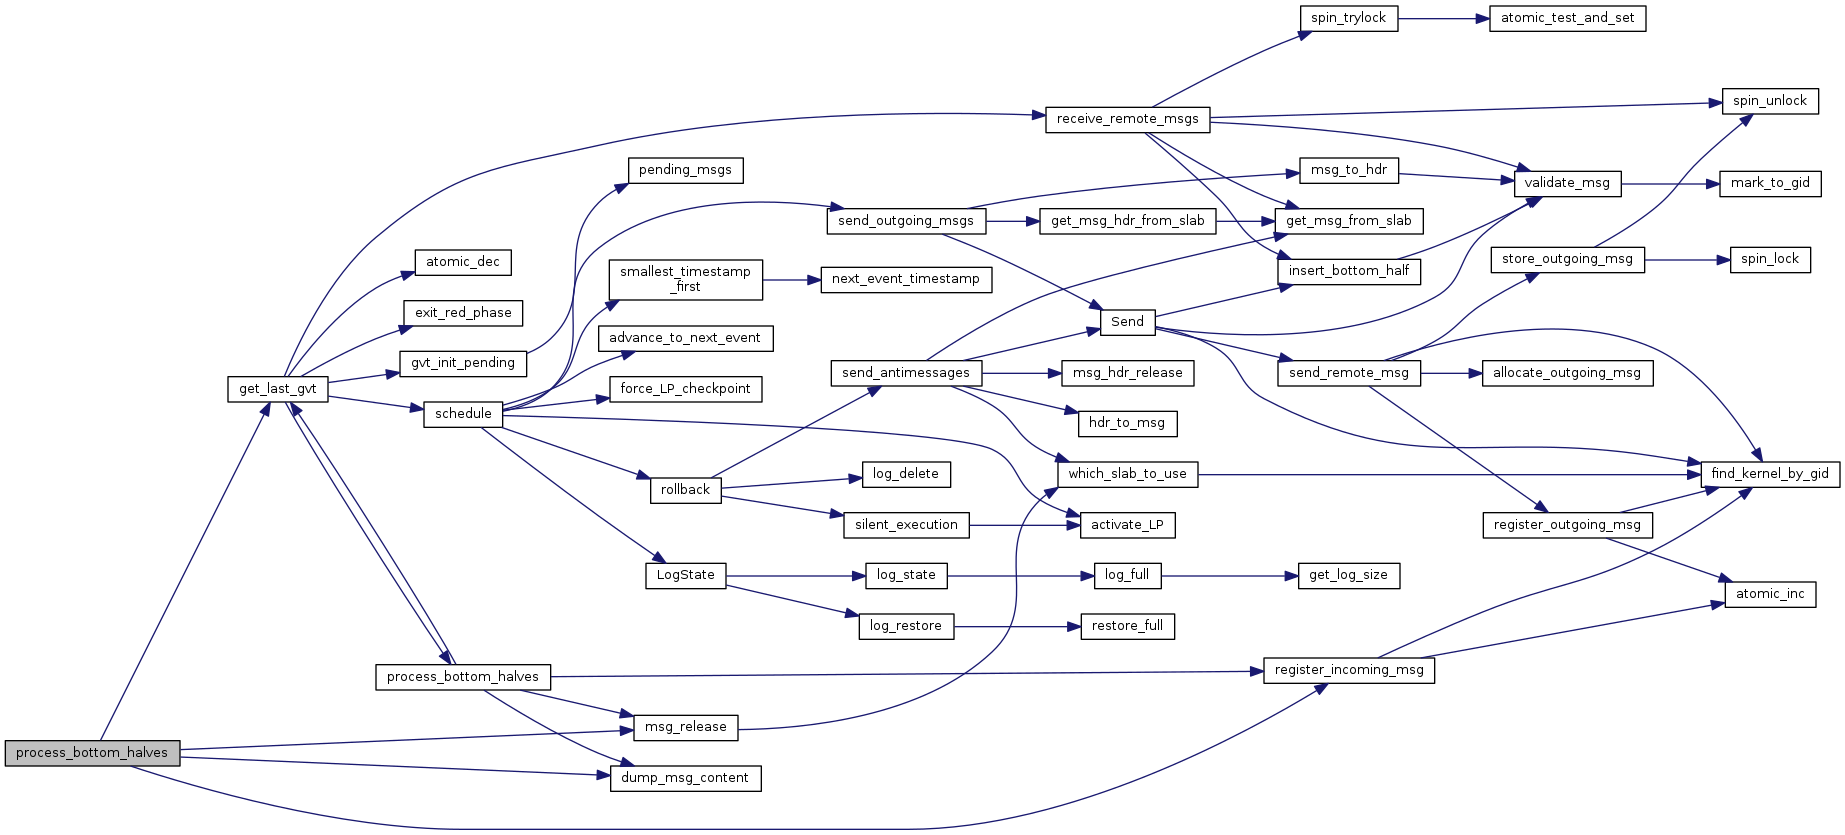 spin_trylock
atomic_test_and_set
receive_remote_msgs
spin_unlock
pending_msgs
msg_to_hdr
validate_msg
mark_to_gid
send_outgoing_msgs
get_msg_hdr_from_slab
get_msg_from_slab
atomic_dec
smallest_timestamp
_first
next_event_timestamp
insert_bottom_half
store_outgoing_msg
spin_lock
exit_red_phase
advance_to_next_event
Send
gvt_init_pending
get_last_gvt
force_LP_checkpoint
send_antimessages
msg_hdr_release
send_remote_msg
allocate_outgoing_msg
schedule
hdr_to_msg
rollback
log_delete
which_slab_to_use
find_kernel_by_gid
silent_execution
activate_LP
register_outgoing_msg
LogState
log_state
log_full
get_log_size
atomic_inc
log_restore
restore_full
process_bottom_halves
register_incoming_msg
msg_release
process_bottom_halves
dump_msg_content